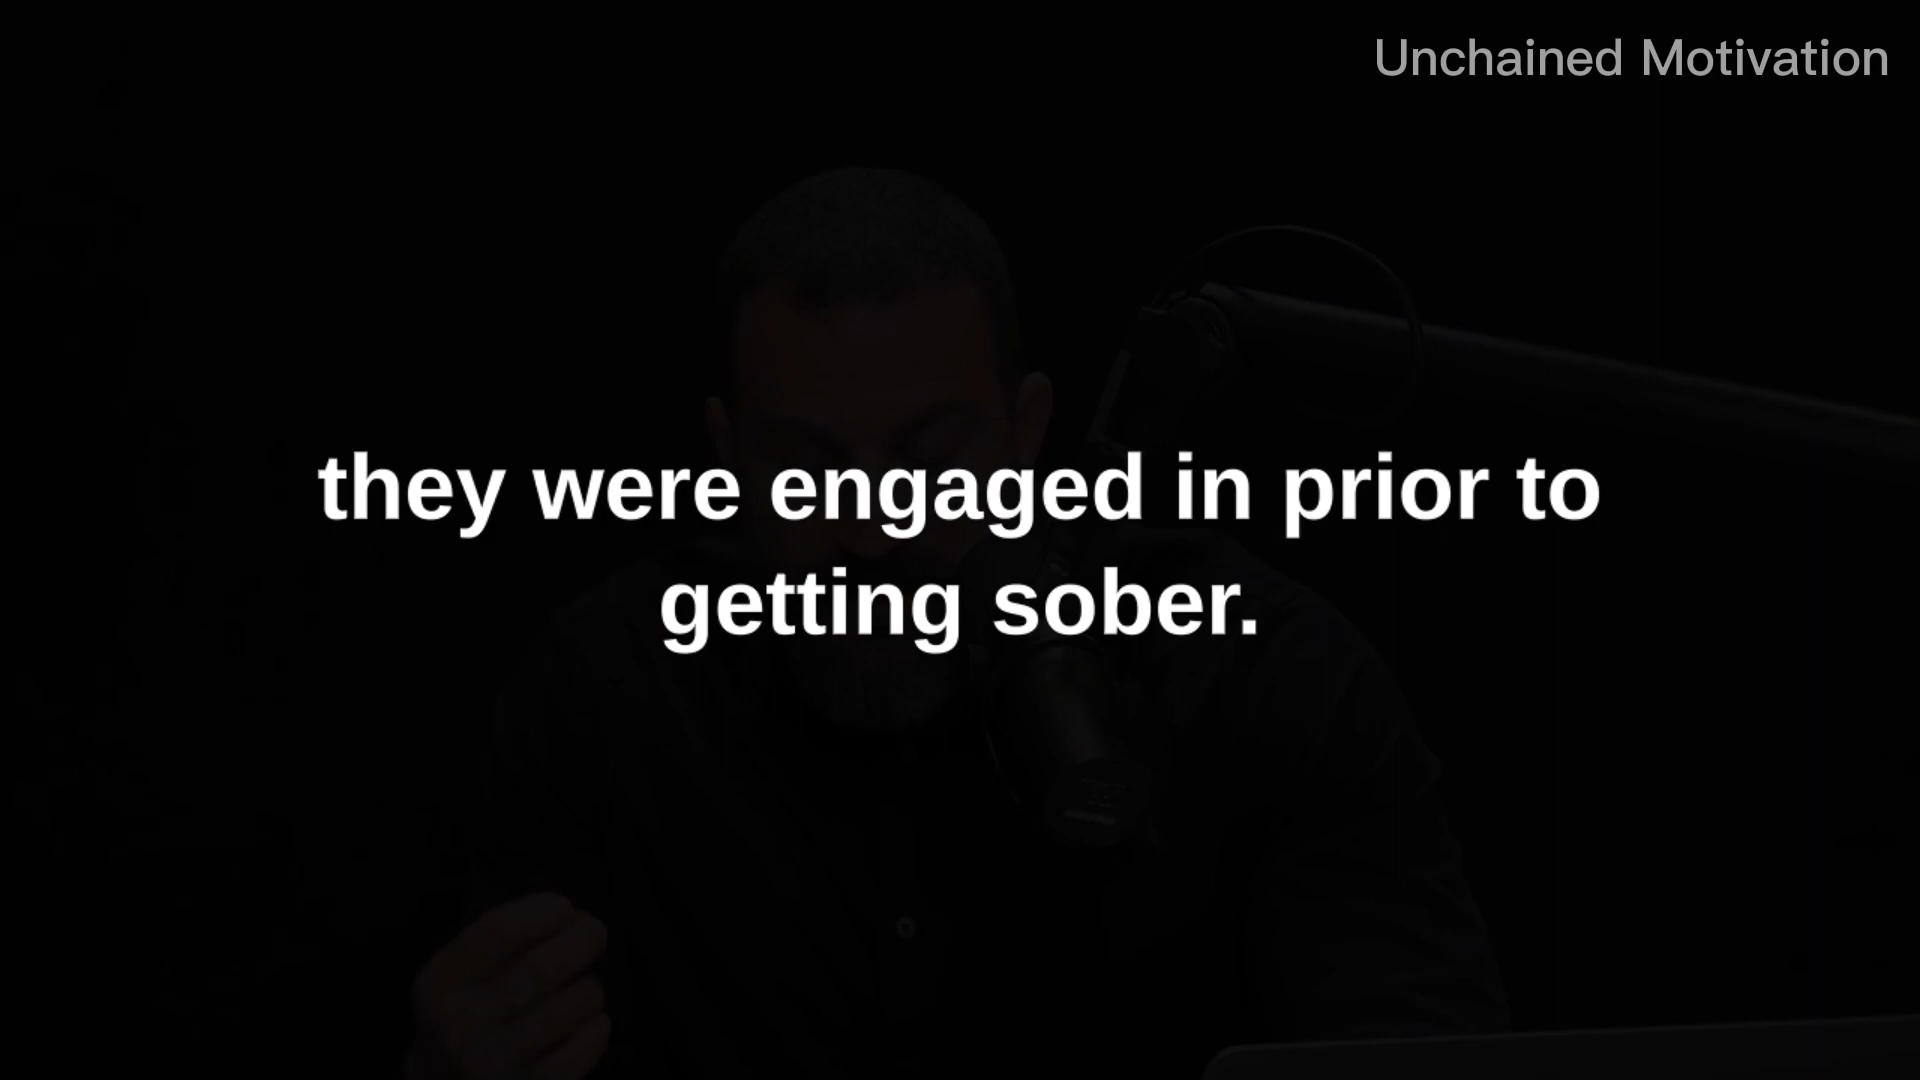 Unchained Motivation
they were engaged in prior to
getting sober.